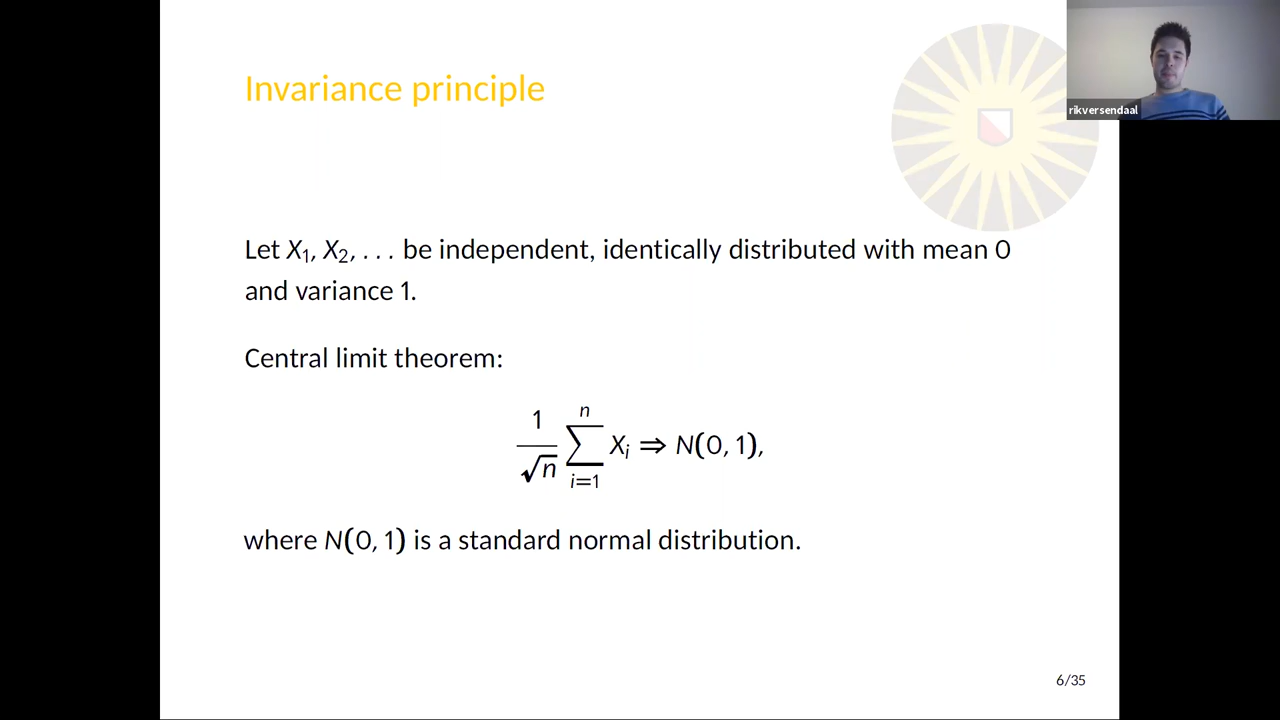 Invariance principle
rikversendaal
Let X₁, X₂, . . . be independent, identically distributed with mean 0
and variance 1.
Central limit theorem:
1/√n ∑ᵢ₌₁ⁿ Xᵢ ⇒ N(0, 1),
where N(0, 1) is a standard normal distribution.
6/35